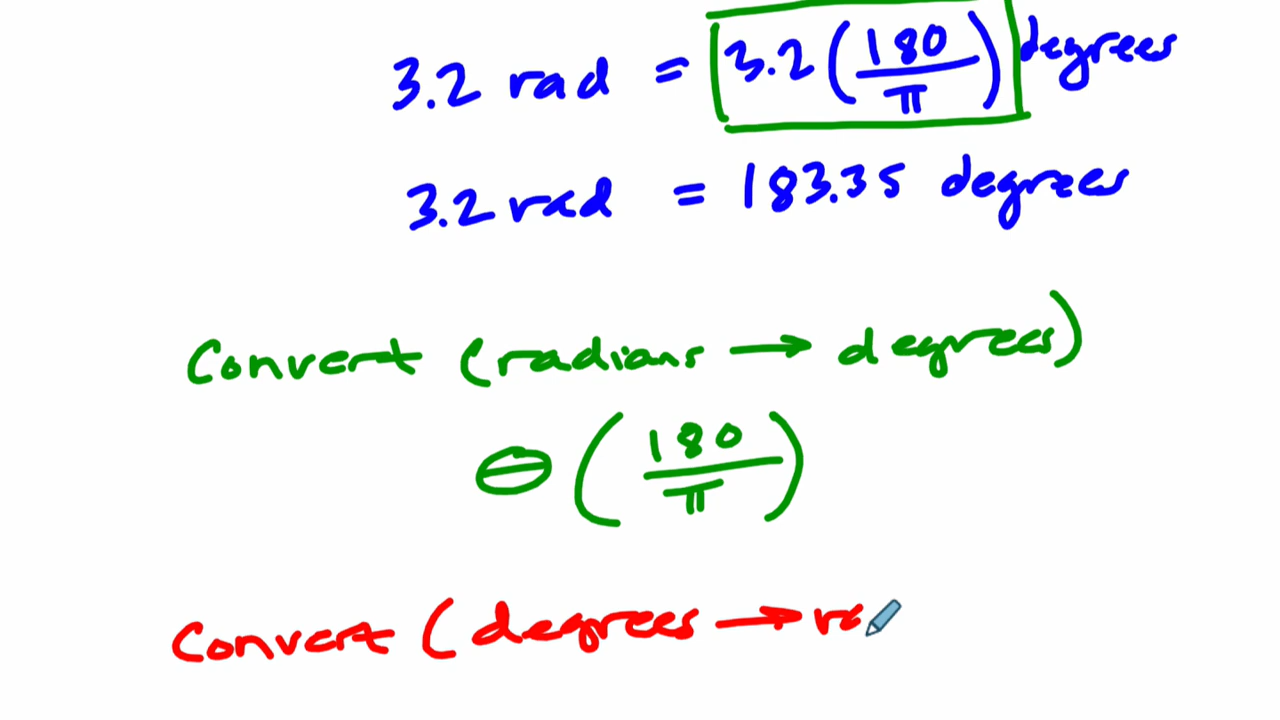 3.2 rad = 3.2 (180/π) degrees
3.2 rad = 183.35 degrees
Convert (radians → degrees)
θ (180/π)
Convert (degrees → ra